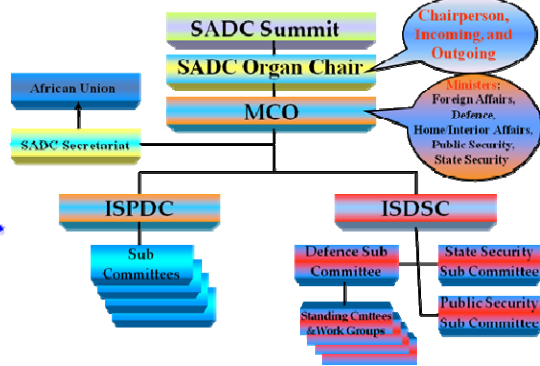 SADC Summit
Chairperson,
Incoming, and
Outgoing
SADC Organ Chair
African Union
MCO
Ministers:
Foreign Affairs,
Defence,
Home/Interior Affairs,
Public Security,
State Security
SADC Secretariat
ISPDC
ISDSC
Sub
Committees
Defence Sub
Committee
State Security
Sub Committee
Standing Cmttees
&Work Groups
Public Security
Sub Committee